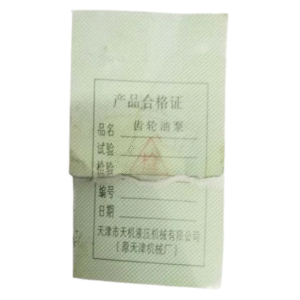 产品合格证
品名 齿轮油泵
试验
检验
编号
日期
天津市天机液压机械有限公司
（原天津机械厂）